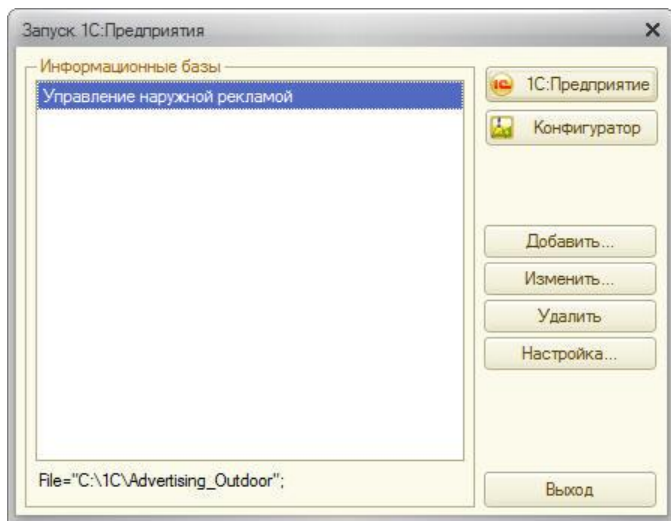 Запуск 1С:Предприятия
Информационные базы
Управление наружной рекламой
1С:Предприятие
Конфигуратор
Добавить...
Изменить...
Удалить
Настройка...
File="C:\1C\Advertising_Outdoor";
Выход